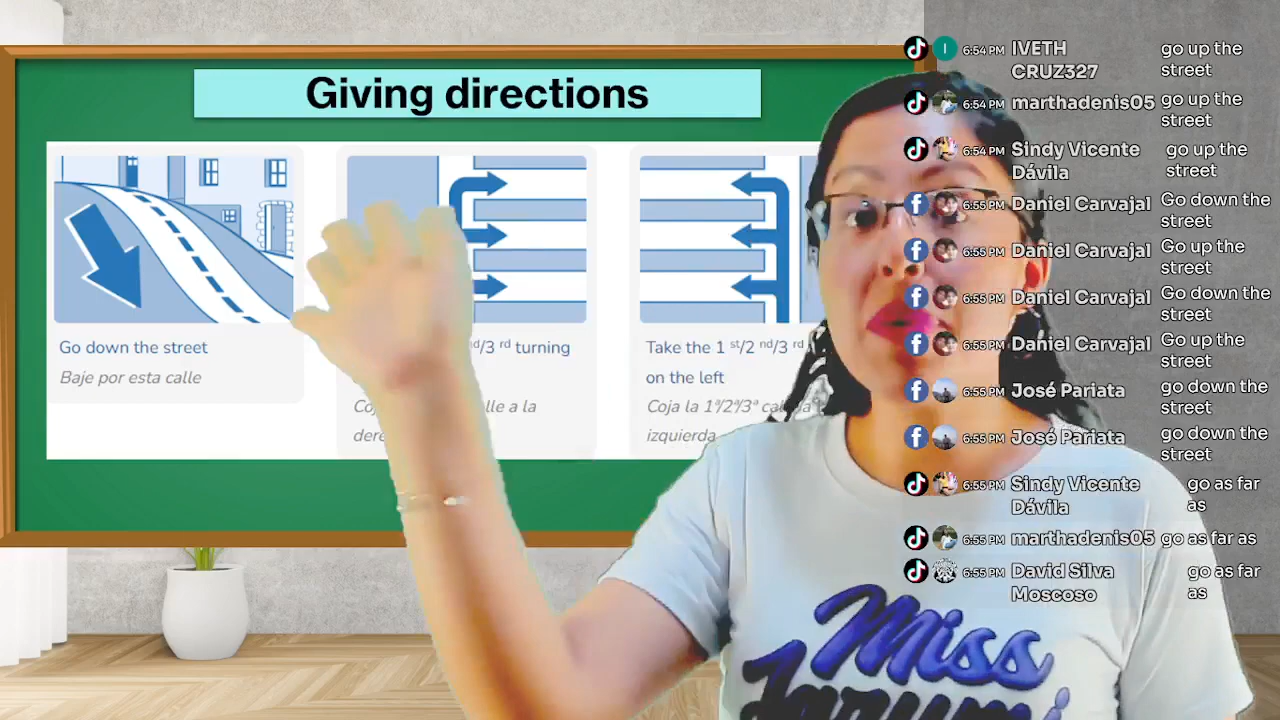 Giving directions
Go down the street
Baje por esta calle
nd/3 rd turning
lle a la
Take the 1 st/2 nd/3 rd
on the left
Coja la 1ª/2ª/3ª
izquierda
6:54 PM IVETH CRUZ327 go up the street
6:54 PM marthadenis05 go up the street
6:54 PM Sindy Vicente Dávila go up the street
6:55 PM Daniel Carvajal Go down the street
6:55 PM Daniel Carvajal Go up the street
6:55 PM Daniel Carvajal Go down the street
6:55 PM Daniel Carvajal Go up the street
6:55 PM José Pariata go down the street
6:55 PM José Pariata go down the street
6:55 PM Sindy Vicente Dávila go as far as
6:55 PM marthadenis05 go as far as
6:55 PM David Silva Moscoso go as far as
Miss